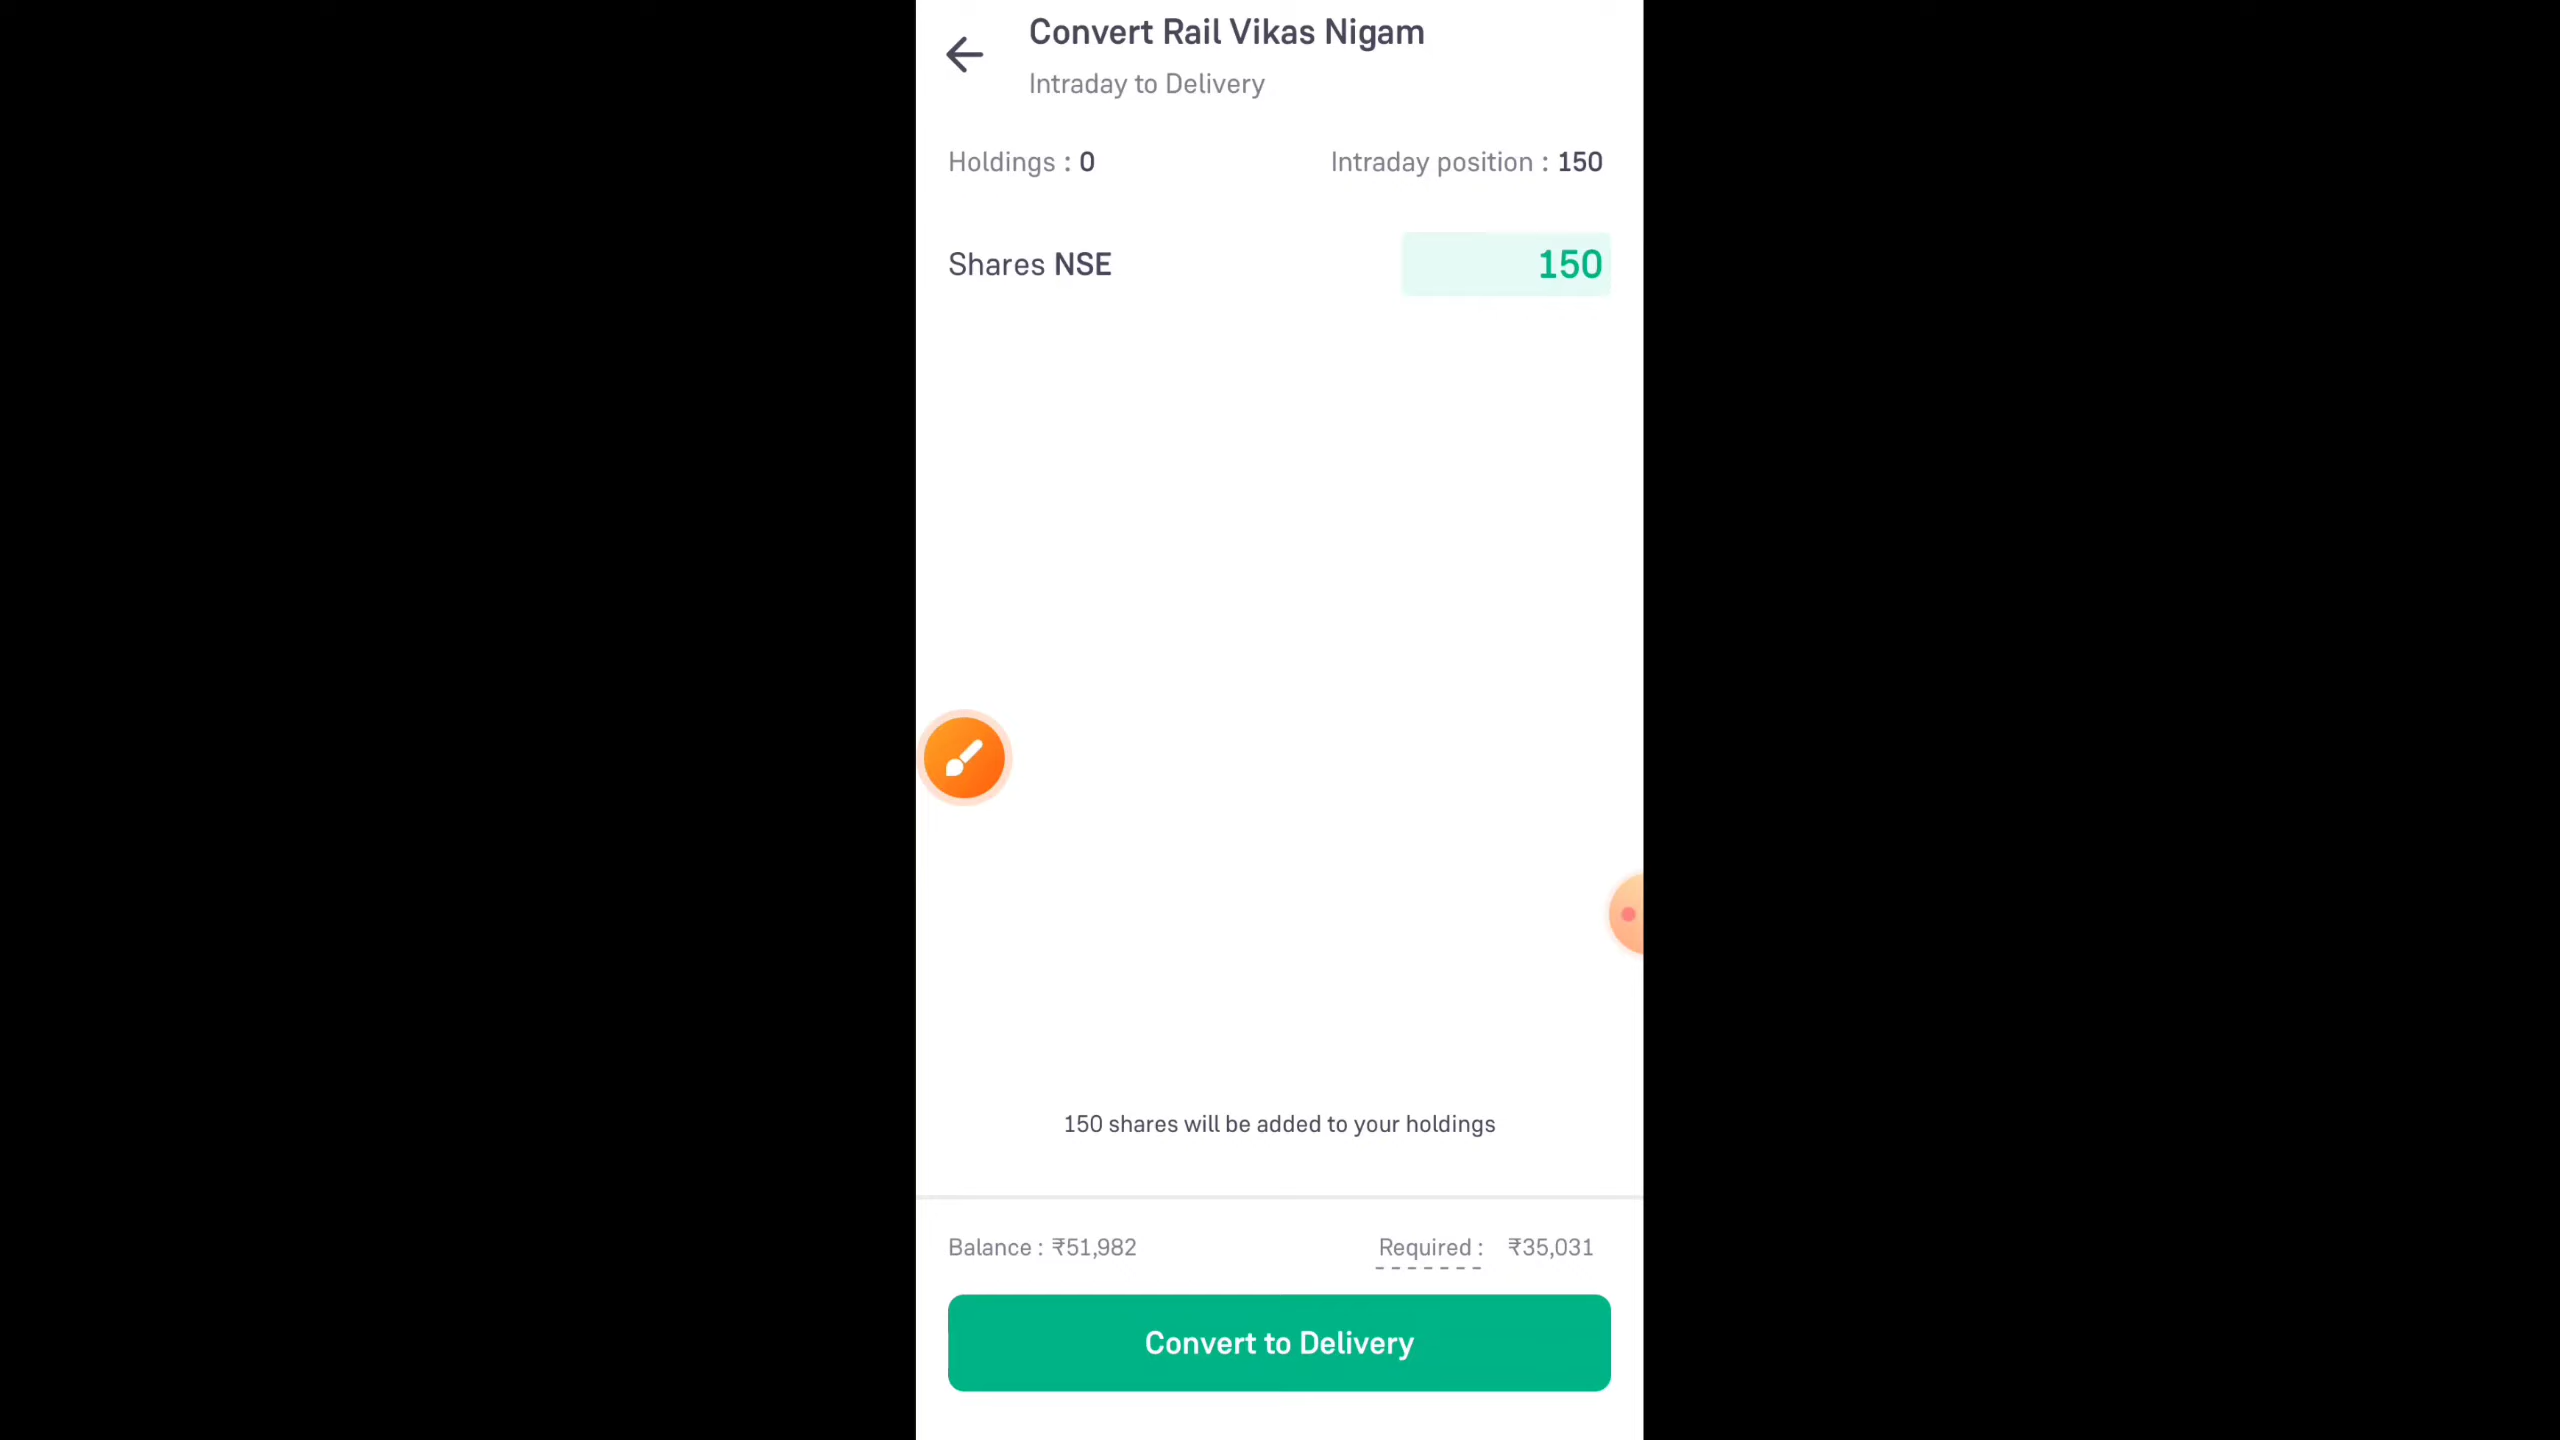 Convert Rail Vikas Nigam
Intraday to Delivery
Holdings : 0 Intraday position : 150
Shares NSE 150
150 shares will be added to your holdings
Balance : ₹51,982 Required : ₹35,031
Convert to Delivery